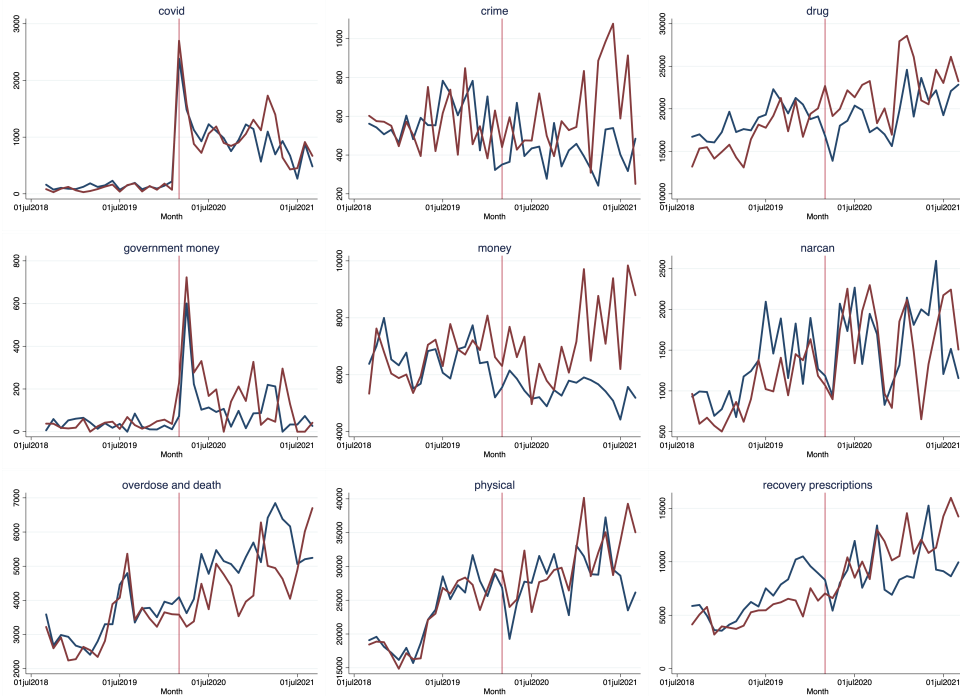 covid
3000
2000
1000
0
01jul2018 01jul2019 01jul2020 01jul2021
Month
crime
1000
800
600
400
200
01jul2018 01jul2019 01jul2020 01jul2021
Month
drug
30000
25000
20000
15000
10000
01jul2018 01jul2019 01jul2020 01jul2021
Month
government money
800
600
400
200
0
01jul2018 01jul2019 01jul2020 01jul2021
Month
money
10000
8000
6000
4000
01jul2018 01jul2019 01jul2020 01jul2021
Month
narcan
2500
2000
1500
1000
500
01jul2018 01jul2019 01jul2020 01jul2021
Month
overdose and death
7000
6000
5000
4000
3000
2000
01jul2018 01jul2019 01jul2020 01jul2021
Month
physical
40000
35000
30000
25000
20000
15000
01jul2018 01jul2019 01jul2020 01jul2021
Month
recovery prescriptions
15000
10000
5000
0
01jul2018 01jul2019 01jul2020 01jul2021
Month